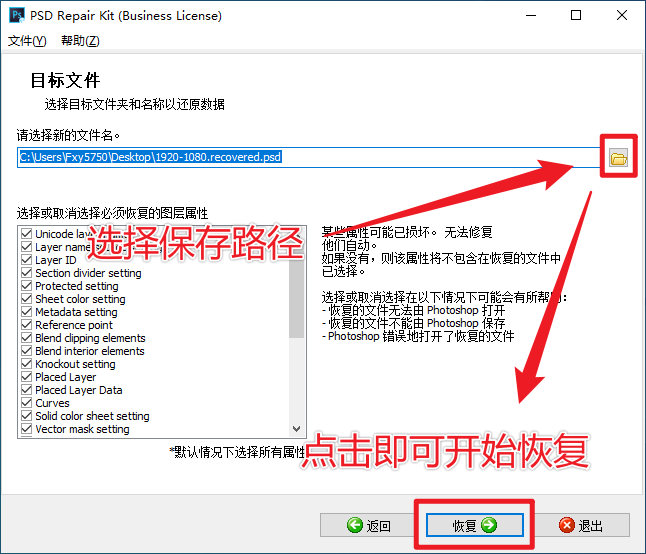 PSD Repair Kit (Business License)
文件(Y) 帮助(Z)
目标文件
选择目标文件夹和名称以还原数据
请选择新的文件名。
C:\Users\Fxy5750\Desktop\1920-1080.recovered.psd
选择或取消选择必须恢复的图层属性
选择保存路径
Unicode
Layer name
Layer ID
Section divider setting
Protected setting
Sheet color setting
Metadata setting
Reference point
Blend clipping elements
Blend interior elements
Knockout setting
Placed Layer
Placed Layer Data
Curves
Solid color sheet setting
Vector mask setting
某些属性可能已损坏。 无法修复
他们自动。
如果没有，则该属性将不包含在恢复的文件中
已选择。
选择或取消选择在以下情况下可能会有所帮助:
- 恢复的文件无法由 Photoshop 打开
- 恢复的文件不能由 Photoshop 保存
- Photoshop 错误地打开了恢复的文件
*默认情况下选择所有属性
点击即可开始恢复
返回 恢复 退出